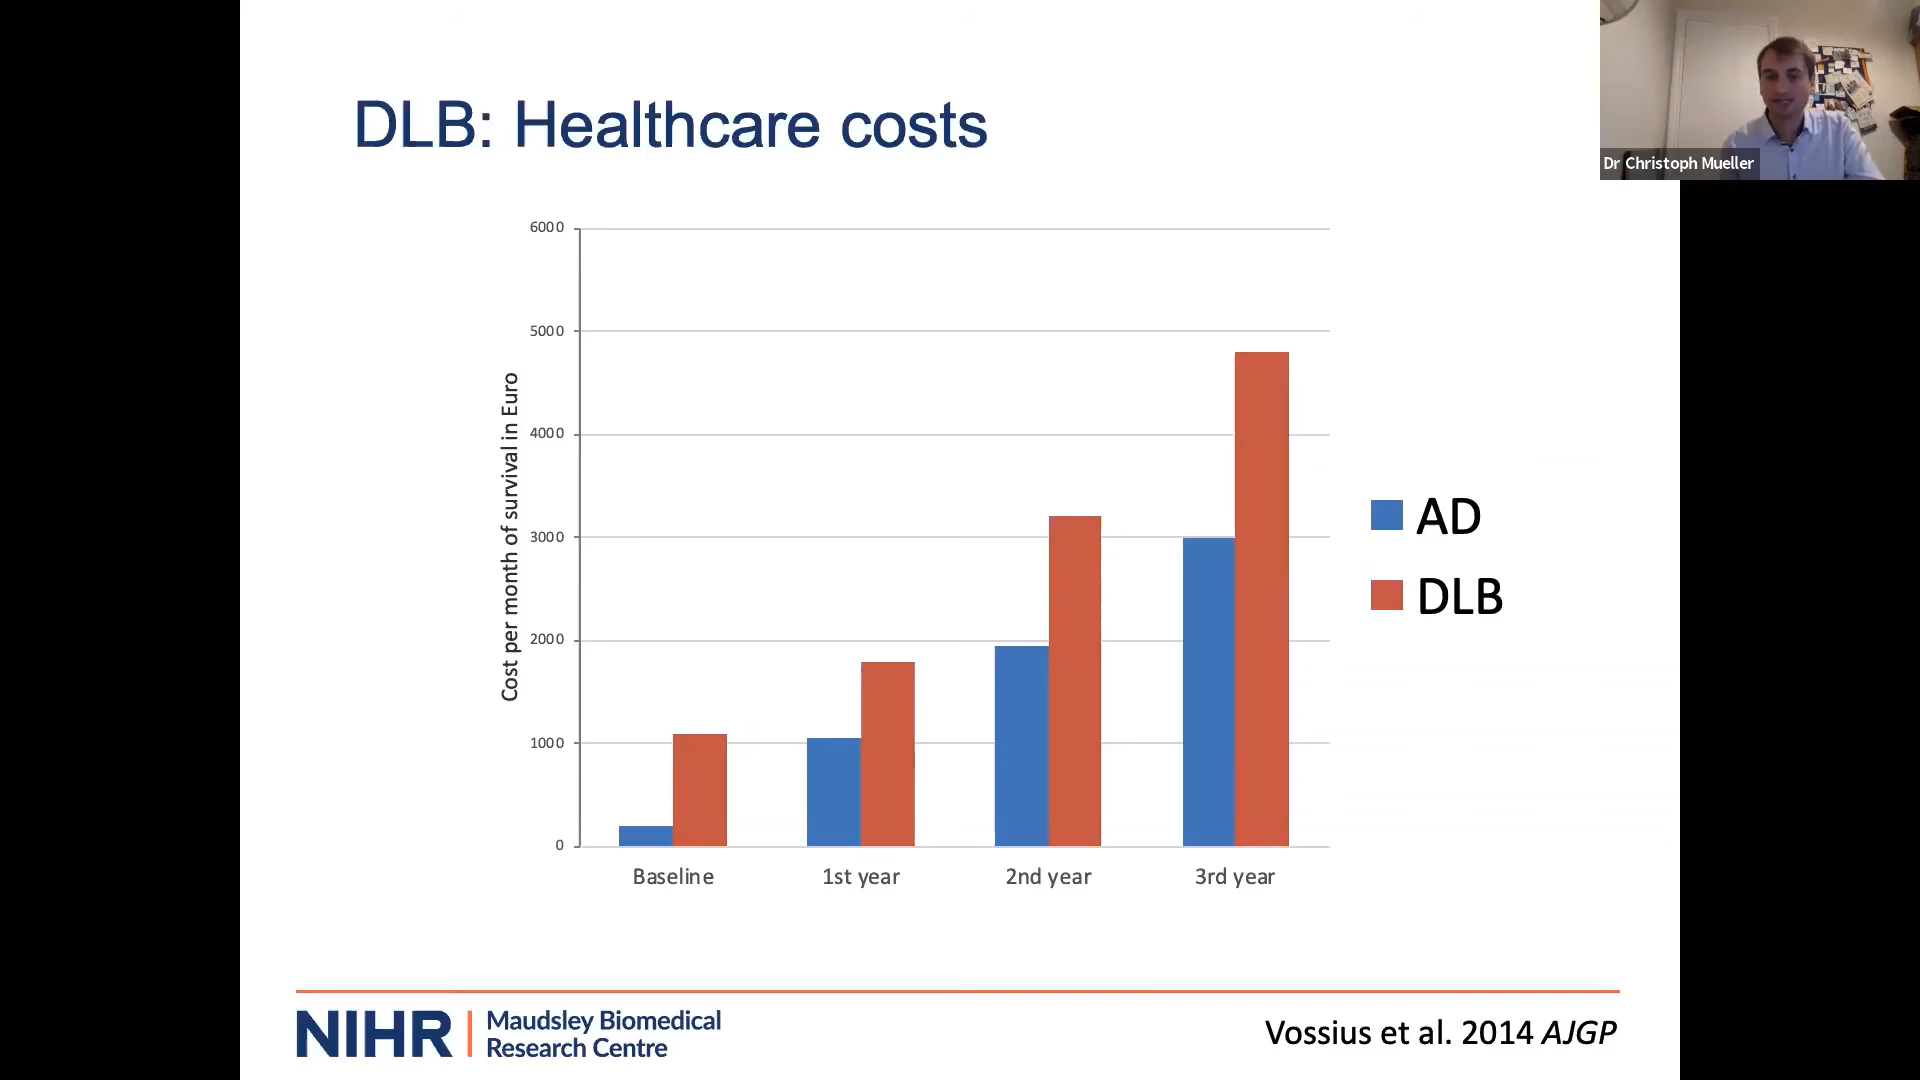 DLB: Healthcare costs
Dr Christoph Mueller
6000
5000
4000
3000
2000
1000
0
Cost per month of survival in Euro
Baseline
1st year
2nd year
3rd year
AD
DLB
NIHR
Maudsley Biomedical
Research Centre
Vossius et al. 2014 AJGP